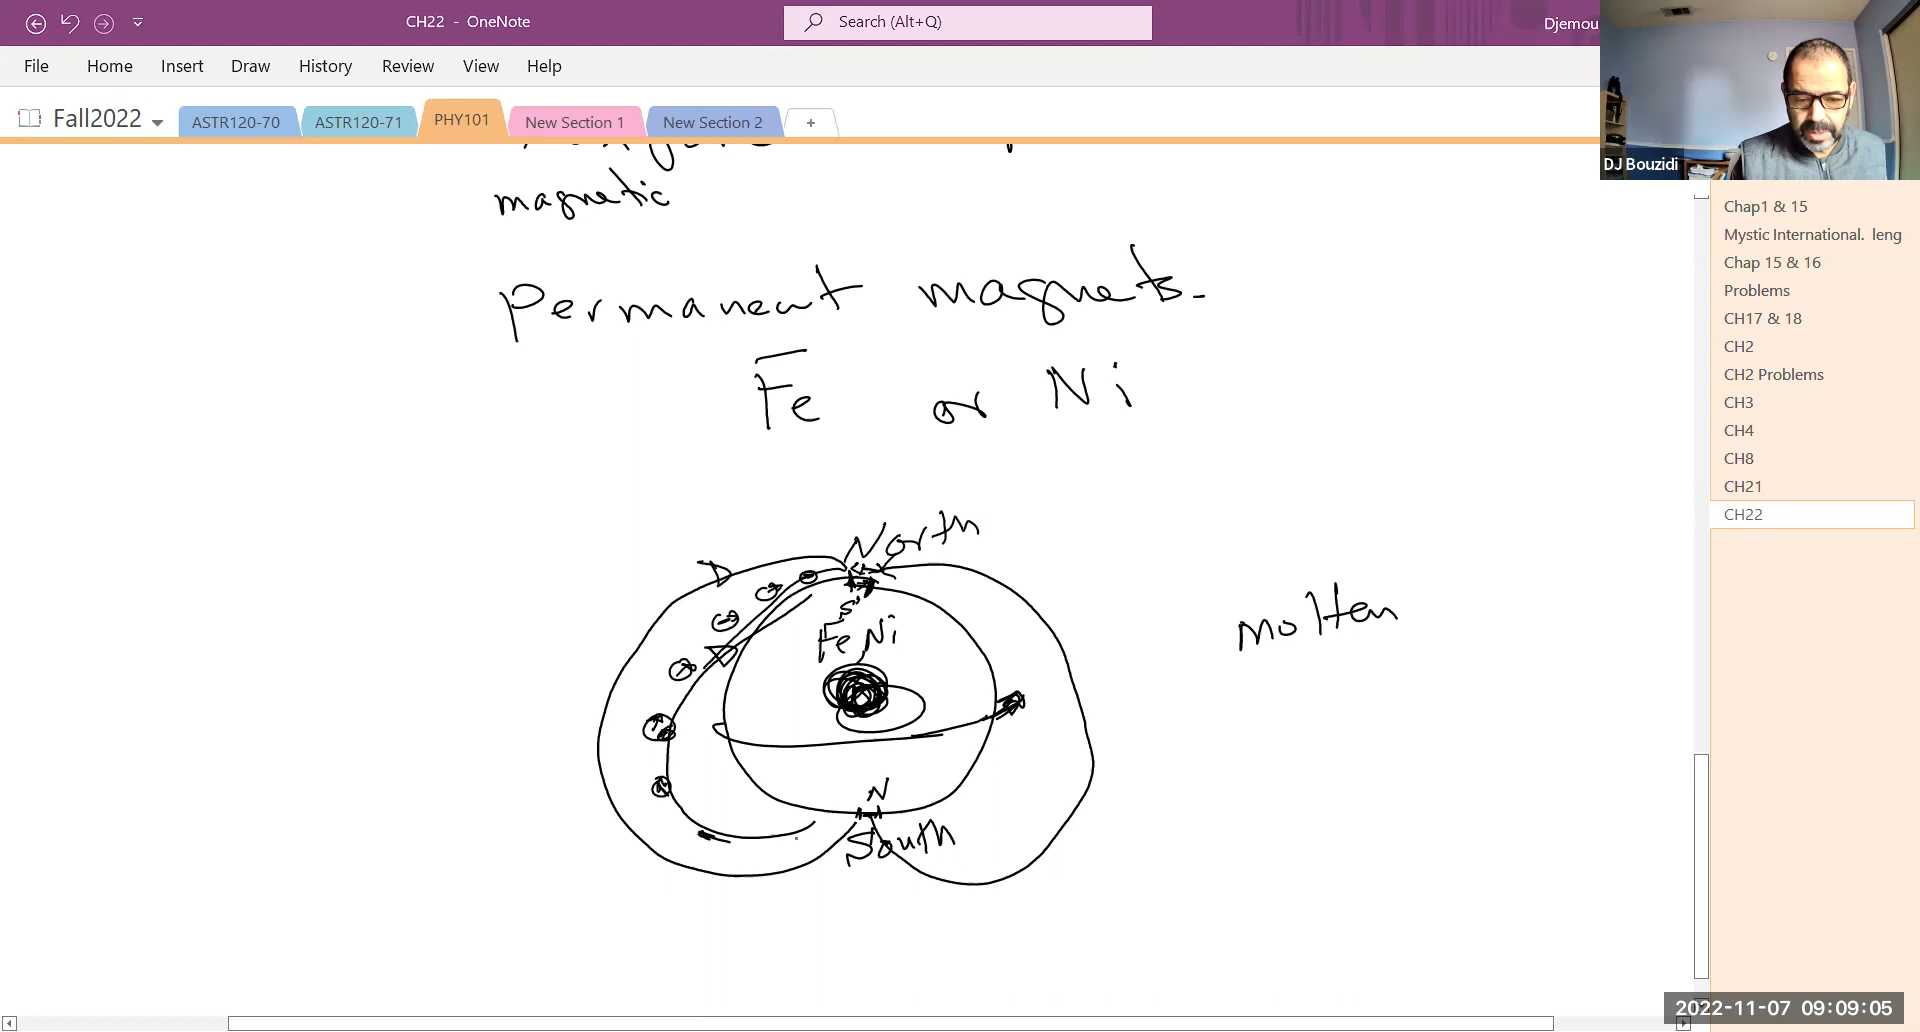 CH22 - OneNote
Search (Alt+Q)
Djemou
File Home Insert Draw History Review View Help
Fall2022
ASTR120-70
ASTR120-71
PHY101
New Section 1
New Section 2
+
DJ Bouzidi
Chap1 & 15
Mystic International. leng
Chap 15 & 16
Problems
CH17 & 18
CH2
CH2 Problems
CH3
CH4
CH8
CH21
CH22
magnetic
Permanent magnets.
Fe or Ni
North
S
Fe Ni
molten
N
South
2022-11-07 09:09:05